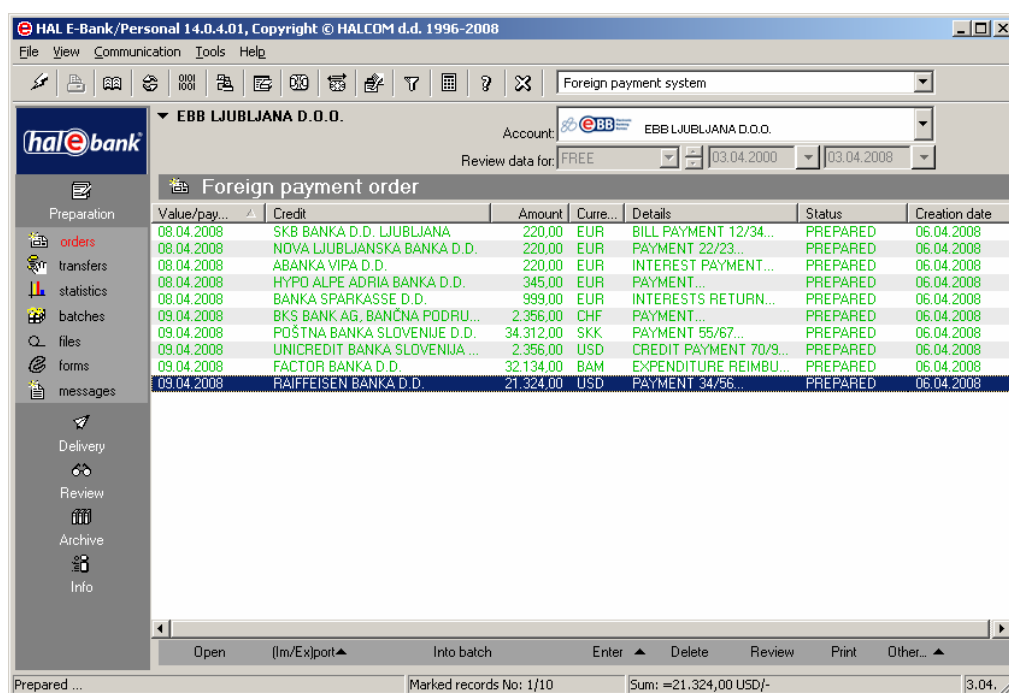 HAL E-Bank/Personal 14.0.4.01, Copyright © HALCOM d.d. 1996-2008
File View Communication Tools Help
Foreign payment system
hal e bank
EBB LJUBLJANA D.O.O.
Account: eBB EBB LJUBLJANA D.O.O.
Review data for: FREE 03.04.2000 03.04.2008
Foreign payment order
Preparation
orders
transfers
statistics
batches
files
forms
messages
Delivery
Review
Archive
Info
Value/pay... Credit Amount Curre... Details Status Creation date
08.04.2008 SKB BANKA D.D. LJUBLJANA 220,00 EUR BILL PAYMENT 12/34... PREPARED 06.04.2008
08.04.2008 NOVA LJUBLJANSKA BANKA D.D. 220,00 EUR PAYMENT 22/23... PREPARED 06.04.2008
08.04.2008 ABANKA VIPA D.D. 220,00 EUR INTEREST PAYMENT... PREPARED 06.04.2008
08.04.2008 HYPO ALPE ADRIA BANKA D.D. 345,00 EUR PAYMENT... PREPARED 06.04.2008
08.04.2008 BANKA SPARKASSE D.D. 999,00 EUR INTERESTS RETURN... PREPARED 06.04.2008
09.04.2008 BKS BANK AG, BANČNA PODRU... 2.356,00 CHF PAYMENT... PREPARED 06.04.2008
09.04.2008 POŠTNA BANKA SLOVENIJE D.D. 34.312,00 SKK PAYMENT 55/67... PREPARED 06.04.2008
09.04.2008 UNICREDIT BANKA SLOVENIJA ... 2.356,00 USD CREDIT PAYMENT 70/9... PREPARED 06.04.2008
09.04.2008 FACTOR BANKA D.D. 32.134,00 BAM EXPENDITURE REIMBU... PREPARED 06.04.2008
09.04.2008 RAIFFEISEN BANKA D.D. 21.324,00 USD PAYMENT 34/56... PREPARED 06.04.2008
Open (Im/Ex)port Into batch Enter Delete Review Print Other...
Prepared ... Marked records No: 1/10 Sum: =21.324,00 USD/- 3.04.